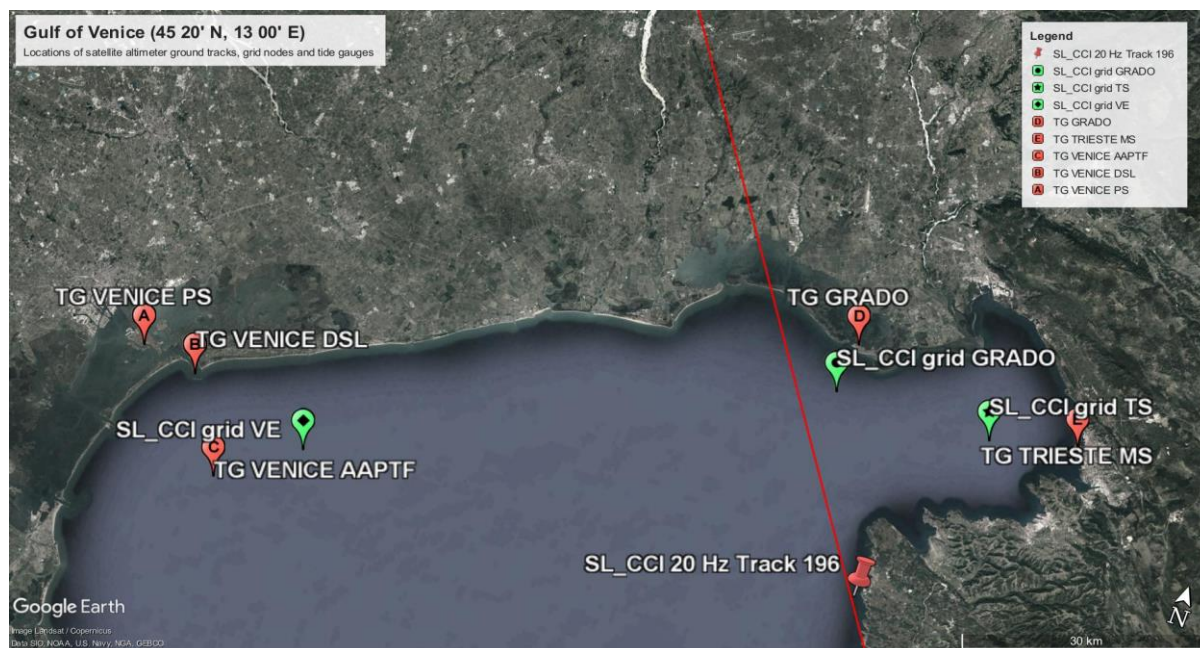 Gulf of Venice (45 20' N, 13 00' E)
Locations of satellite altimeter ground tracks, grid nodes and tide gauges
Legend
SL_CCI 20 Hz Track 196
SL_CCI grid GRADO
SL_CCI grid TS
SL_CCI grid VE
D TG GRADO
E TG TRIESTE MS
C TG VENICE AAPTF
B TG VENICE DSL
A TG VENICE PS
TG VENICE PS
A
TG VENICE DSL
B
TG GRADO
D
SL_CCI grid GRADO
SL_CCI grid TS
E
SL_CCI grid VE
C
TG VENICE AAPTF
TG TRIESTE MS
SL_CCI 20 Hz Track 196
Google Earth
Image Landsat / Copernicus
Data SIO, NOAA, U.S. Navy, NGA, GEBCO
N
30 km